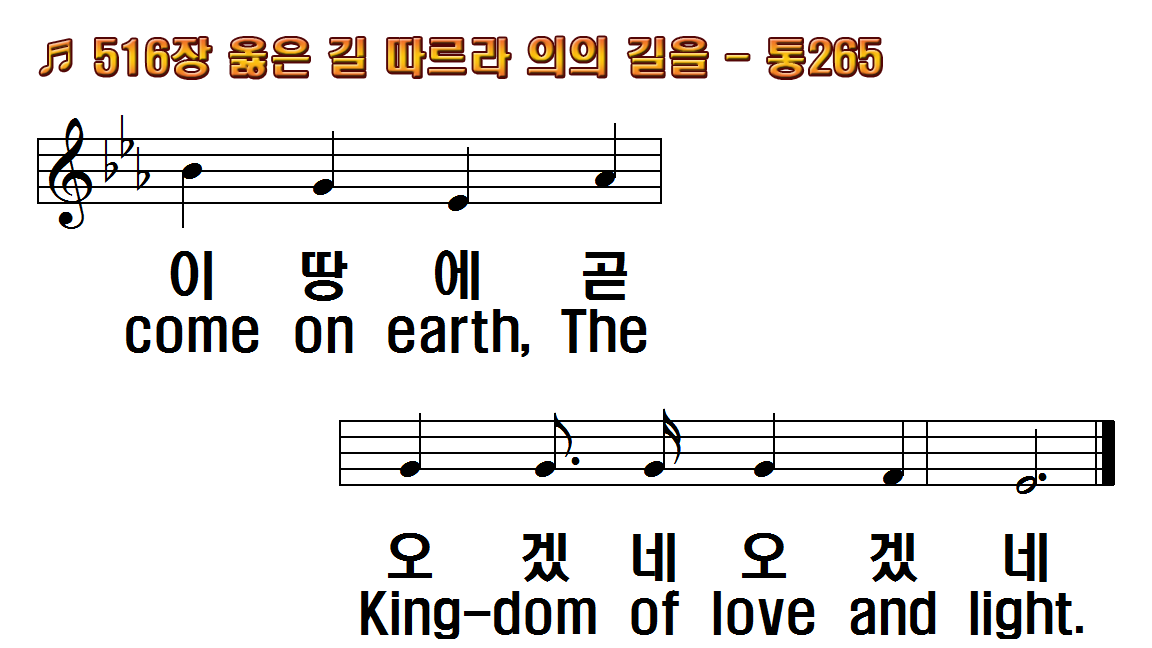 ♬ 516장 옳은 길 따르라 의의 길을 - 통265
이 땅 에 곧
come on earth, The
오 겠 네 오 겠 네
King-dom of love and light.